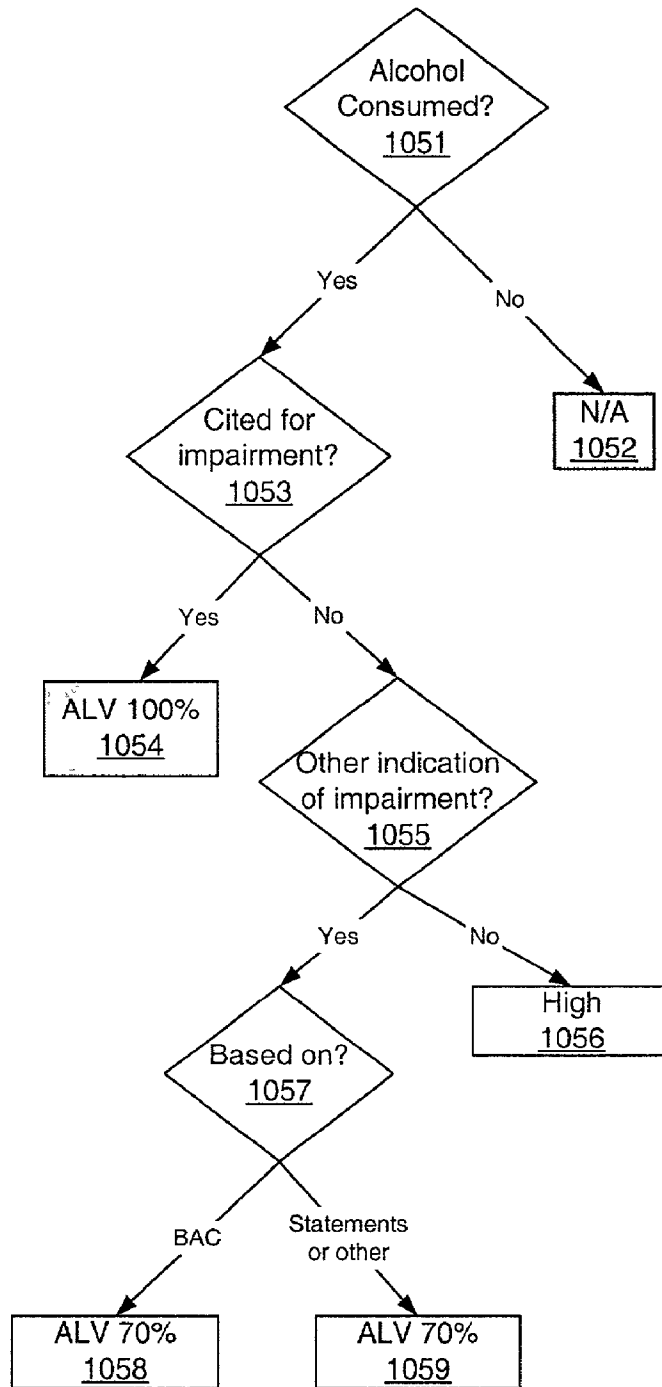 Alcohol
Consumed?
1051
Yes
No
N/A
1052
Cited for
impairment?
1053
Yes
No
ALV 100%
1054
Other indication
of impairment?
1055
Yes
No
High
1056
Based on?
1057
BAC
Statements
or other
ALV 70%
1058
ALV 70%
1059